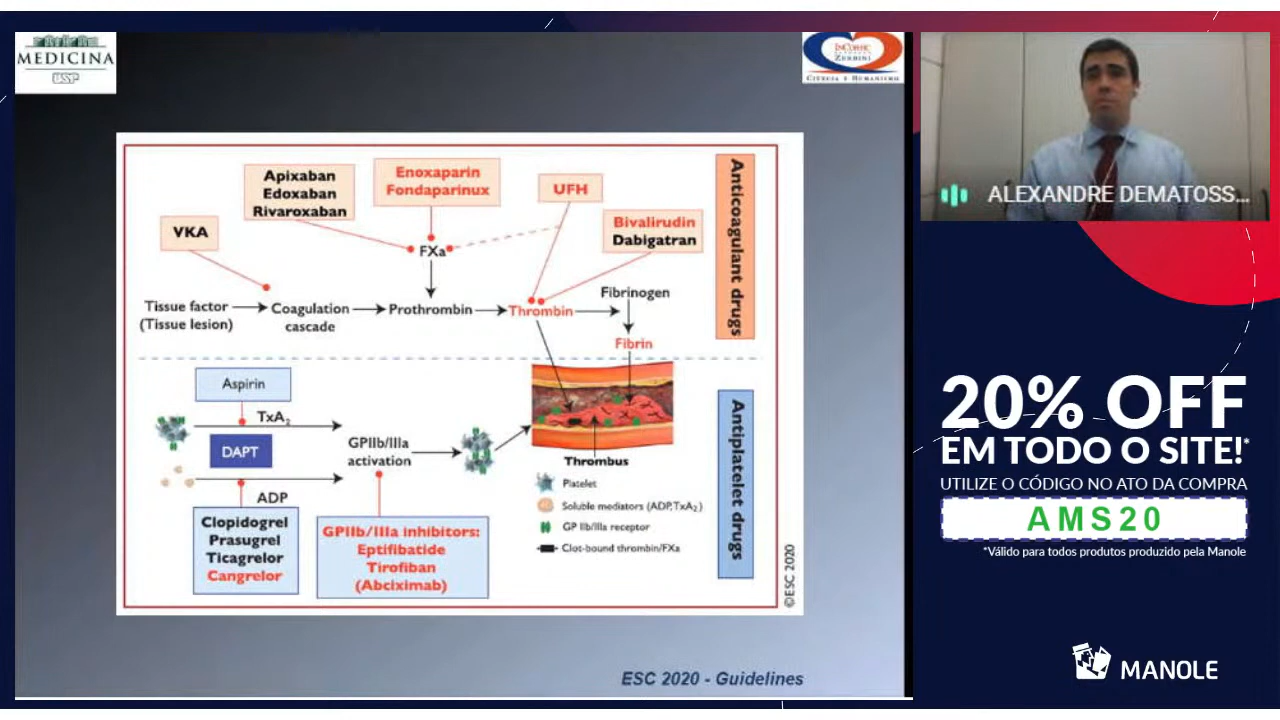 MEDICINA
USP
INCOR-HC
ZERBINI
CIÊNCIA E HUMANISMO
Apixaban
Edoxaban
Rivaroxaban
Enoxaparin
Fondaparinux
UFH
VKA
Bivalirudin
Dabigatran
FXa
Fibrinogen
Tissue factor
(Tissue lesion)
Coagulation
cascade
Prothrombin
Thrombin
Fibrin
Anticoagulant drugs
Aspirin
TxA2
DAPT
GPIIb/IIIa
activation
ADP
Clopidogrel
Prasugrel
Ticagrelor
Cangrelor
GPIIb/IIIa inhibitors:
Eptifibatide
Tirofiban
(Abciximab)
Thrombus
Platelet
Soluble mediators (ADP,TxA2)
GP IIb/IIIa receptor
Clot-bound thrombin/FXa
Antiplatelet drugs
©ESC 2020
ESC 2020 - Guidelines
ALEXANDRE DEMATOSS...
20% OFF
EM TODO O SITE!*
UTILIZE O CÓDIGO NO ATO DA COMPRA
AMS20
*Válido para todos produtos produzido pela Manole
MANOLE